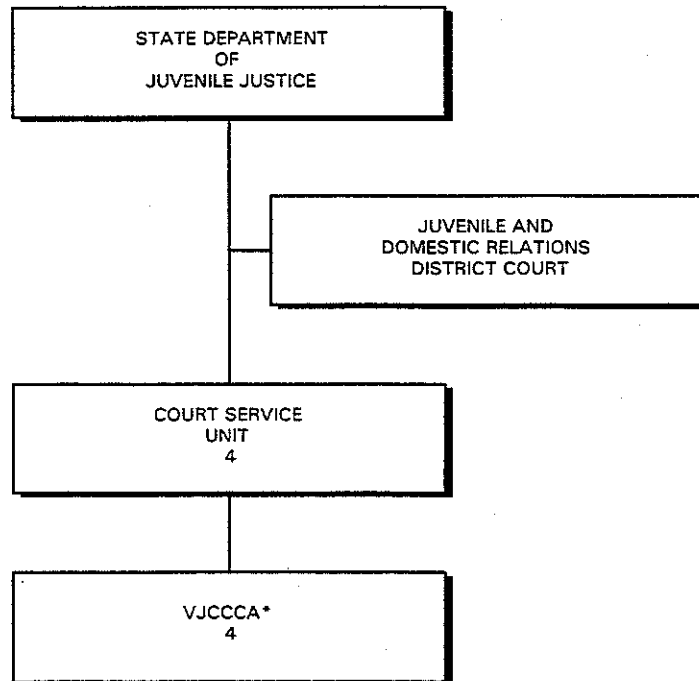 STATE DEPARTMENT
OF
JUVENILE JUSTICE
JUVENILE AND
DOMESTIC RELATIONS
DISTRICT COURT
COURT SERVICE
UNIT
4
VJCCCA*
4